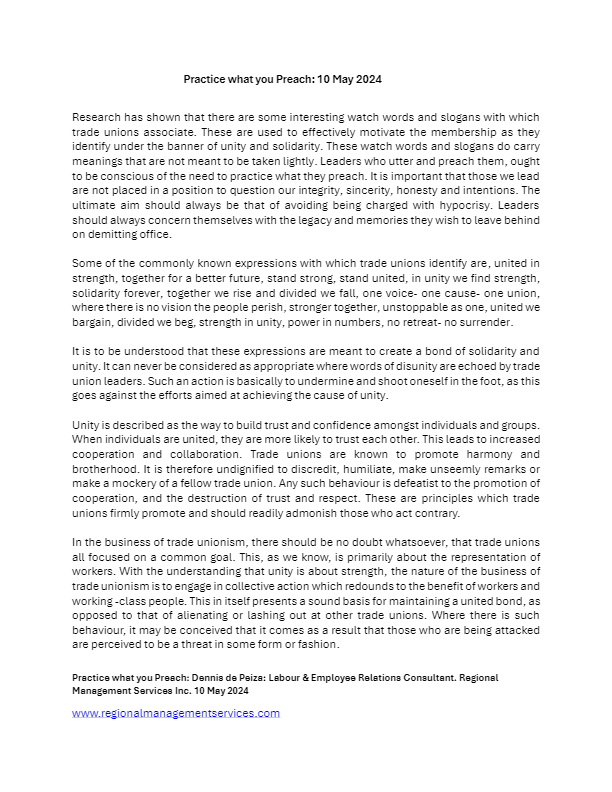 Practice what you Preach: 10 May 2024
Research has shown that there are some interesting watch words and slogans with which
trade unions associate. These are used to effectively motivate the membership as they
identify under the banner of unity and solidarity. These watch words and slogans do carry
meanings that are not meant to be taken lightly. Leaders who utter and preach them, ought
to be conscious of the need to practice what they preach. It is important that those we lead
are not placed in a position to question our integrity, sincerity, honesty and intentions. The
ultimate aim should always be that of avoiding being charged with hypocrisy. Leaders
should always concern themselves with the legacy and memories they wish to leave behind
on demitting office.
Some of the commonly known expressions with which trade unions identify are, united in
strength, together for a better future, stand strong, stand united, in unity we find strength,
solidarity forever, together we rise and divided we fall, one voice- one cause- one union,
where there is no vision the people perish, stronger together, unstoppable as one, united we
bargain, divided we beg, strength in unity, power in numbers, no retreat- no surrender.
It is to be understood that these expressions are meant to create a bond of solidarity and
unity. It can never be considered as appropriate where words of disunity are echoed by trade
union leaders. Such an action is basically to undermine and shoot oneself in the foot, as this
goes against the efforts aimed at achieving the cause of unity.
Unity is described as the way to build trust and confidence amongst individuals and groups.
When individuals are united, they are more likely to trust each other. This leads to increased
cooperation and collaboration. Trade unions are known to promote harmony and
brotherhood. It is therefore undignified to discredit, humiliate, make unseemly remarks or
make a mockery of a fellow trade union. Any such behaviour is defeatist to the promotion of
cooperation, and the destruction of trust and respect. These are principles which trade
unions firmly promote and should readily admonish those who act contrary.
In the business of trade unionism, there should be no doubt whatsoever, that trade unions
all focused on a common goal. This, as we know, is primarily about the representation of
workers. With the understanding that unity is about strength, the nature of the business of
trade unionism is to engage in collective action which redounds to the benefit of workers and
working -class people. This in itself presents a sound basis for maintaining a united bond, as
opposed to that of alienating or lashing out at other trade unions. Where there is such
behaviour, it may be conceived that it comes as a result that those who are being attacked
are perceived to be a threat in some form or fashion.
Practice what you Preach: Dennis de Peiza: Labour & Employee Relations Consultant. Regional
Management Services Inc. 10 May 2024
www.regionalmanagementservices.com